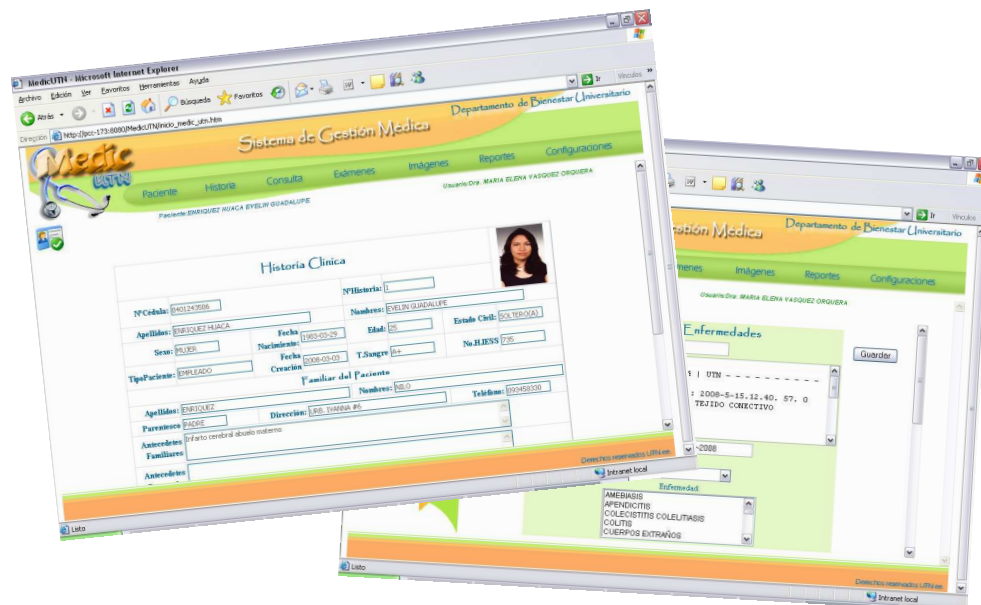 MedicUTN - Microsoft Internet Explorer
Archivo Edición Ver Favoritos Herramientas Ayuda
Atrás Búsqueda Favoritos
Dirección http://pcc-173:8080/MedicUTN/inicio_medic_utn.htm Ir Vínculos
Medic UTN
Sistema de Gestión Médica
Departamento de Bienestar Universitario
Paciente Historia Consulta Exámenes Imágenes Reportes Configuraciones
Paciente:ENRIQUEZ HUACA EVELIN GUADALUPE
Usuario:Dra. MARIA ELENA VASQUEZ ORQUERA
Historia Clínica
NºCédula: 0401243586 NºHistoria: 1
Apellidos: ENRIQUEZ HUACA Nombres: EVELIN GUADALUPE
Sexo: MUJER Fecha Nacimiento: 1983-03-29 Edad: 25 Estado Civil: SOLTERO(A)
TipoPaciente: EMPLEADO Fecha Creación 2008-03-03 T.Sangre A+ No.H.IESS 735
Familiar del Paciente
Apellidos: ENRIQUEZ Nombres: NILO
Parentesco PADRE Dirección: URB. IYANNA #6 Teléfono: 093458330
Antecedetes Familiares Infarto cerebral abuelo materno
Antecedetes
Derechos reservados UTN.ee
Listo
Intranet local
Ir Vínculos
estión Médica
Departamento de Bienestar Universitario
menes Imágenes Reportes Configuraciones
Usuario:Dra. MARIA ELENA VASQUEZ ORQUERA
Enfermedades
Guardar
| UTN - - - - - - - - - -
: 2008-5-15.12.40. 57. 0
TEJIDO CONECTIVO
-2008
Enfermedad:
AMEBIASIS
APENDICITIS
COLECISTITIS COLELITIASIS
COLITIS
CUERPOS EXTRAÑOS
Derechos reservados UTN.ee
Listo
Intranet local